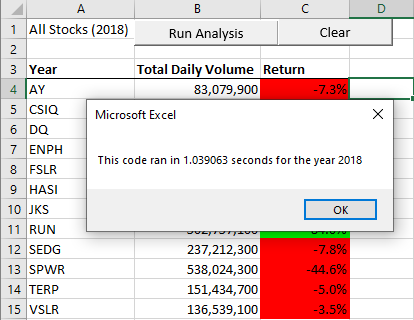 A B C D
1 All Stocks (2018) Run Analysis Clear
2
3 Year Total Daily Volume Return
4 AY 83,079,900 -7.3%
5 CSIQ
6 DQ
7 ENPH
8 FSLR
9 HASI
10 JKS
11 RUN
12 SEDG 237,212,300 -7.8%
13 SPWR 538,024,300 -44.6%
14 TERP 151,434,700 -5.0%
15 VSLR 136,539,100 -3.5%
Microsoft Excel
This code ran in 1.039063 seconds for the year 2018
OK